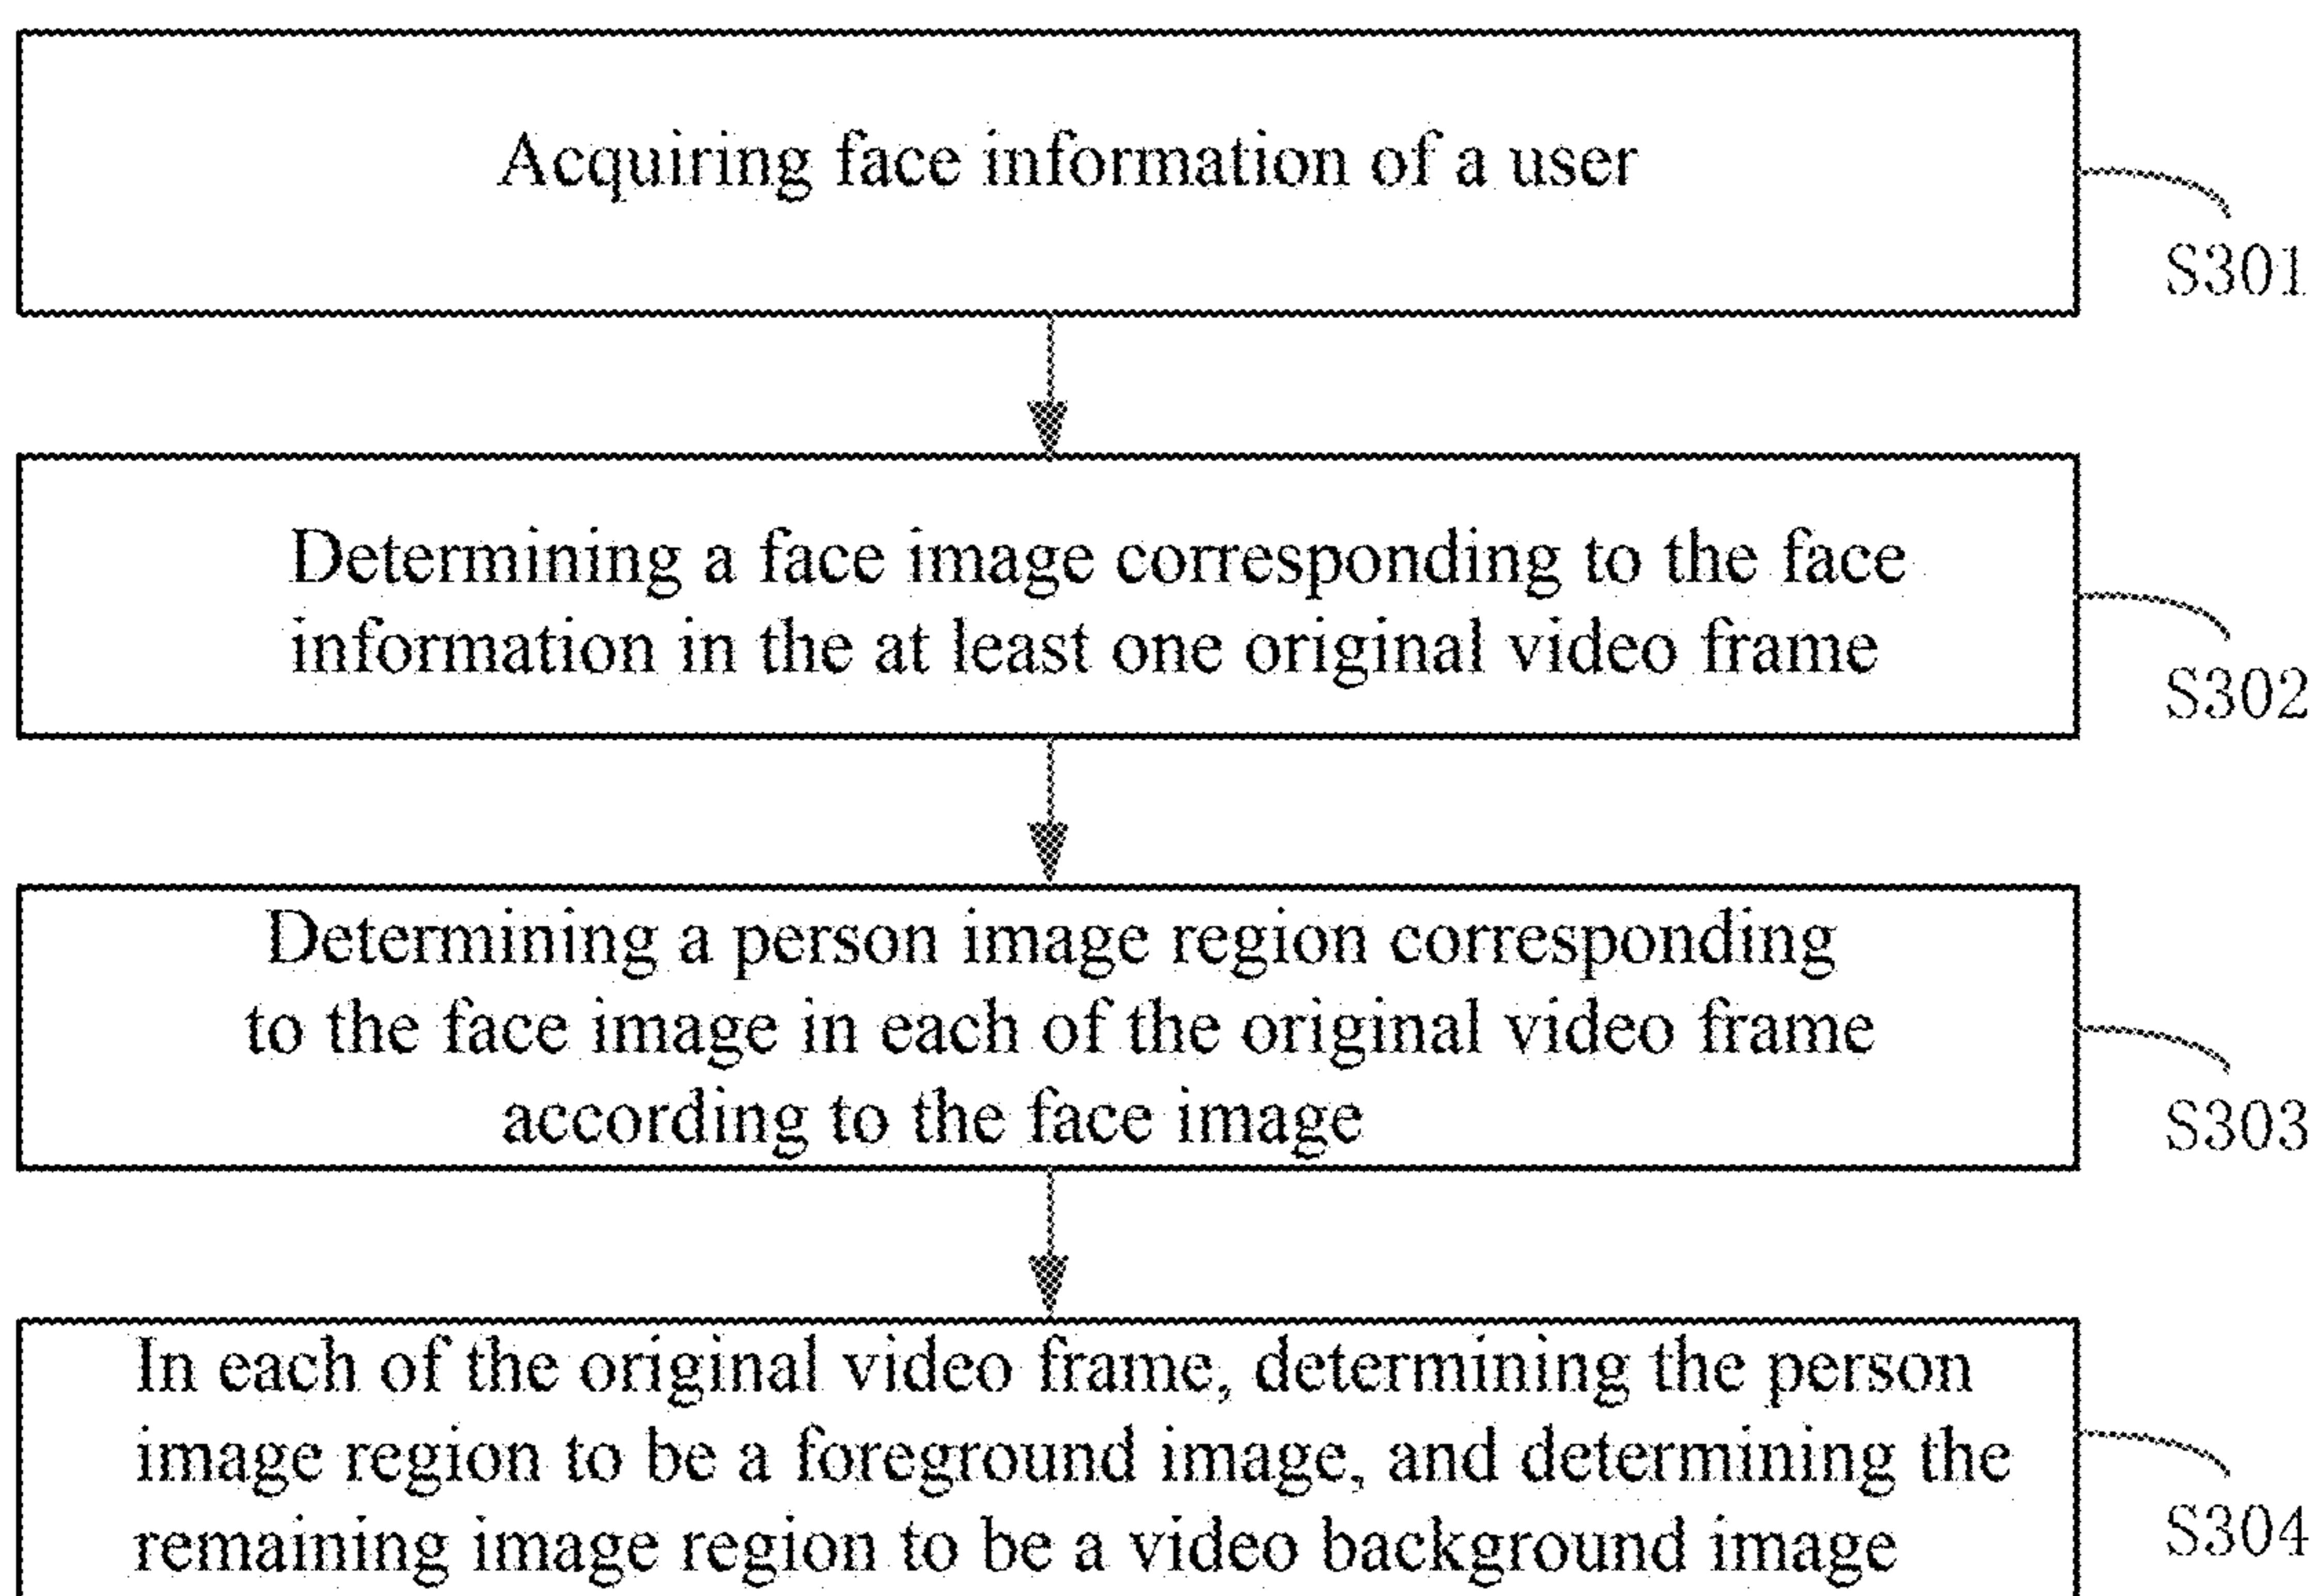 Acquiring face information of a user
S301
Determining a face image corresponding to the face
information in the at least one original video frame
S302
Determining a person image region corresponding
to the face image in each of the original video frame
according to the face image
S303
In each of the original video frame, determining the person
image region to be a foreground image, and determining the
remaining image region to be a video background image
S304